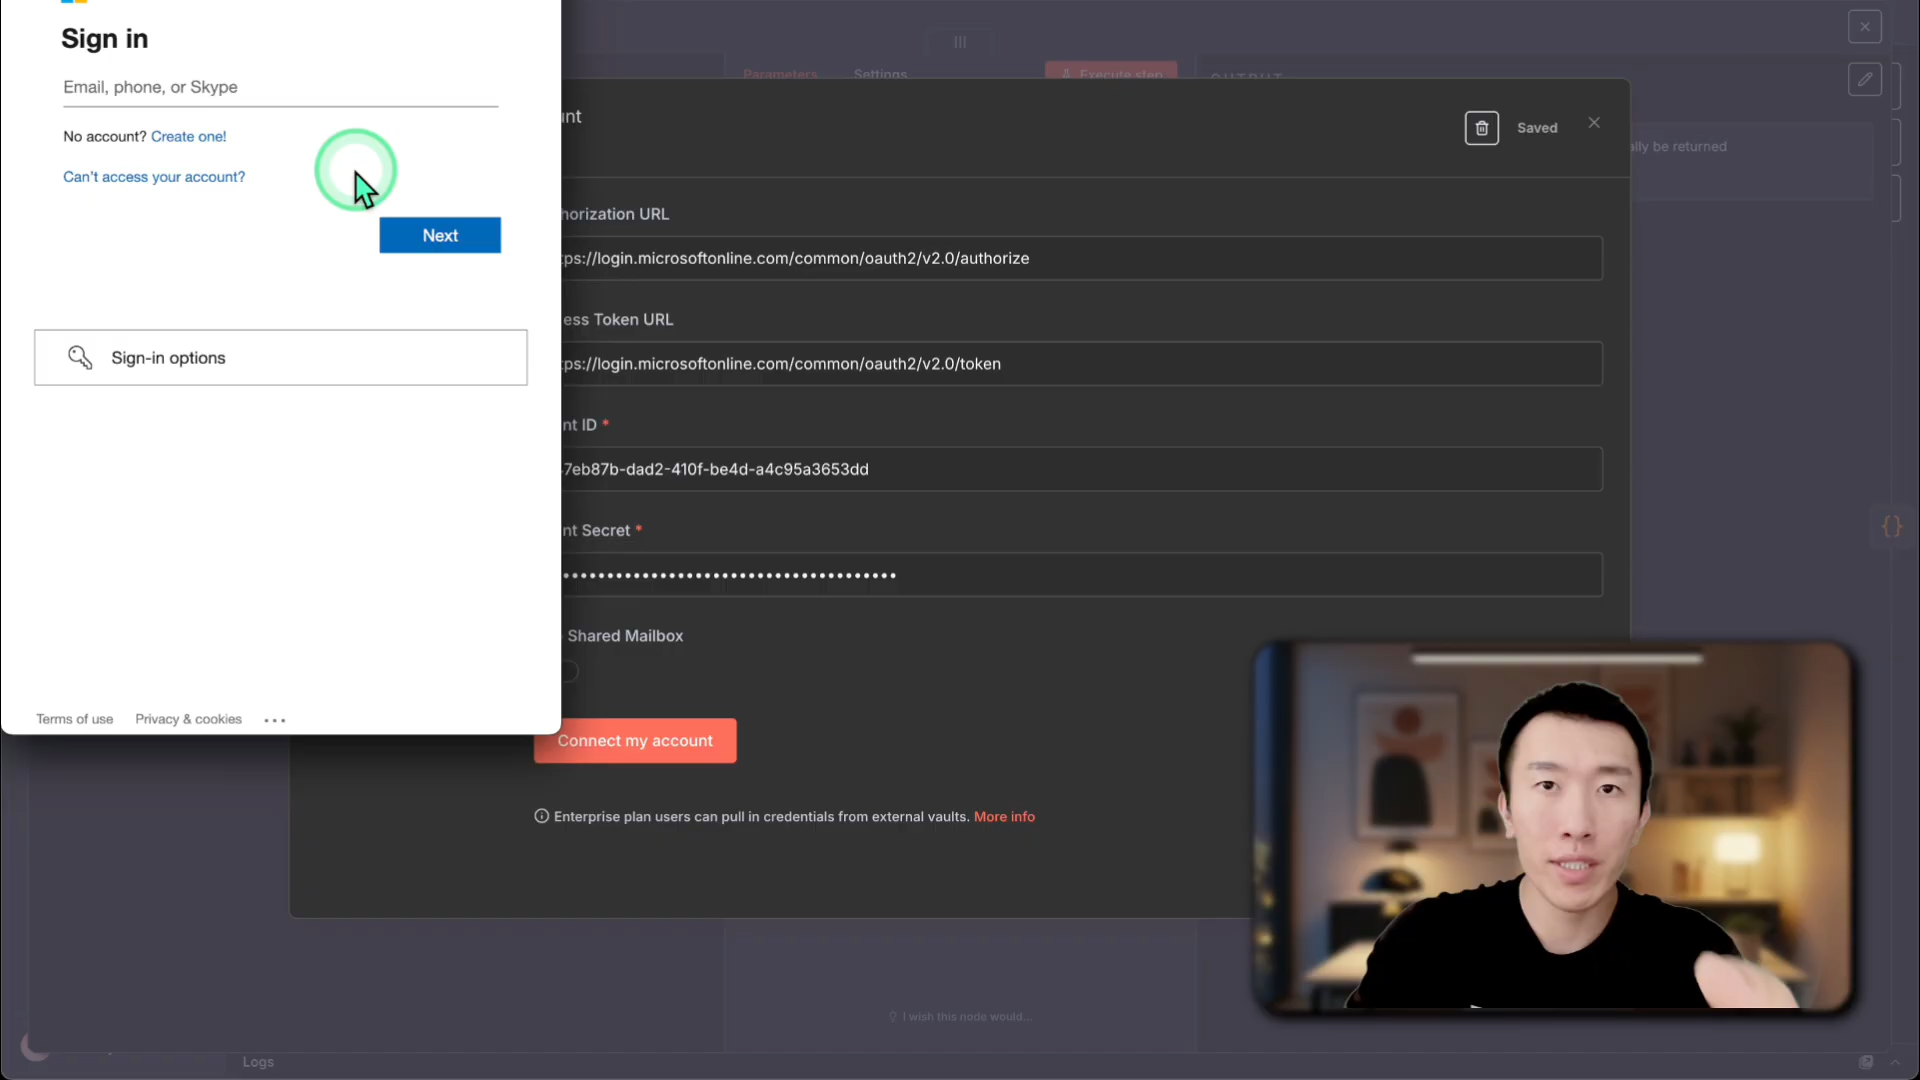 Sign in
Email, phone, or Skype
No account? Create one!
Can't access your account?
Next
Sign-in options
Terms of use Privacy & cookies ...
Parameters Settings Execute step OUTPUT
unt
Saved
ally be returned
horization URL
ps://login.microsoftonline.com/common/oauth2/v2.0/authorize
ess Token URL
tps://login.microsoftonline.com/common/oauth2/v2.0/token
nt ID *
7eb87b-dad2-410f-be4d-a4c95a3653dd
nt Secret *
Shared Mailbox
Connect my account
Enterprise plan users can pull in credentials from external vaults. More info
I wish this node would...
Logs